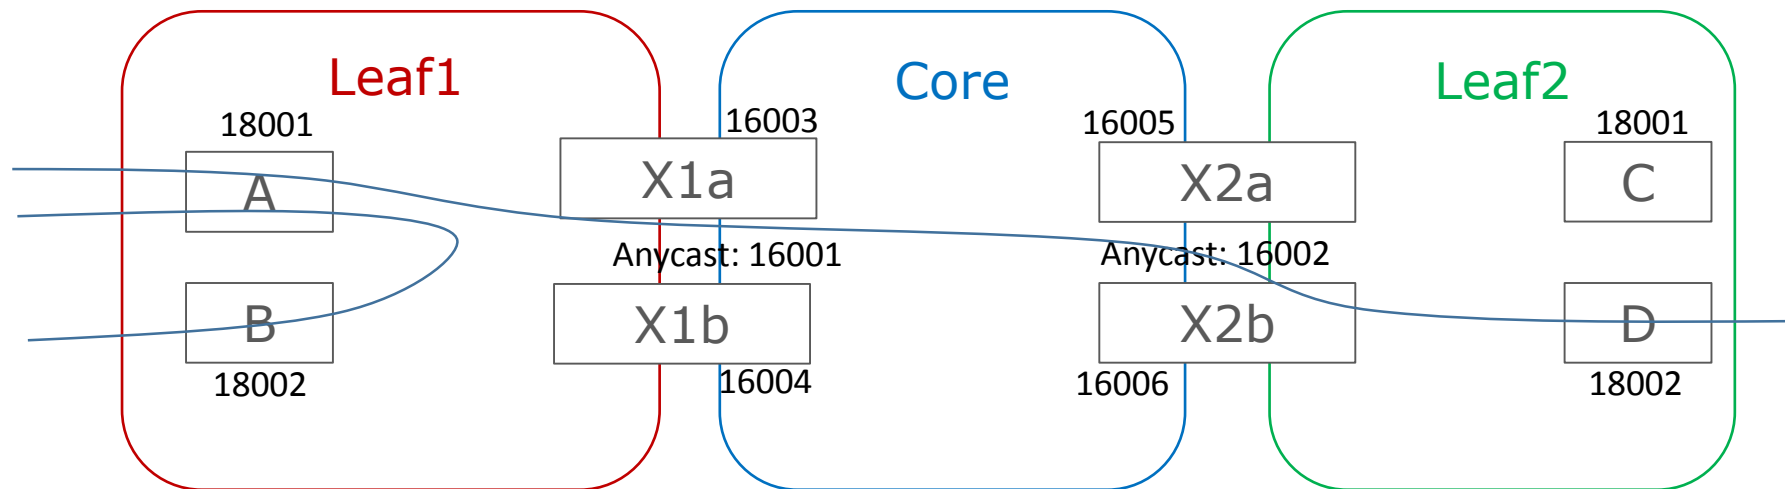 Leaf1
Core
Leaf2
18001
16003
16005
18001
A
X1a
X2a
C
Anycast: 16001
Anycast: 16002
B
X1b
X2b
D
18002
16004
16006
18002